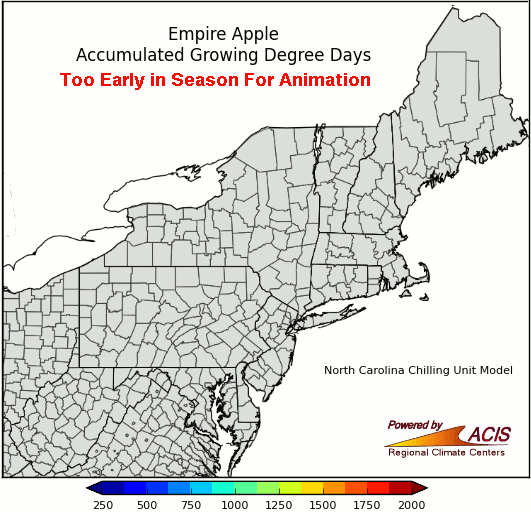 Empire Apple
Accumulated Growing Degree Days
Too Early in Season For Animation
North Carolina Chilling Unit Model
Powered by
ACIS
Regional Climate Centers
250 500 750 1000 1250 1500 1750 2000